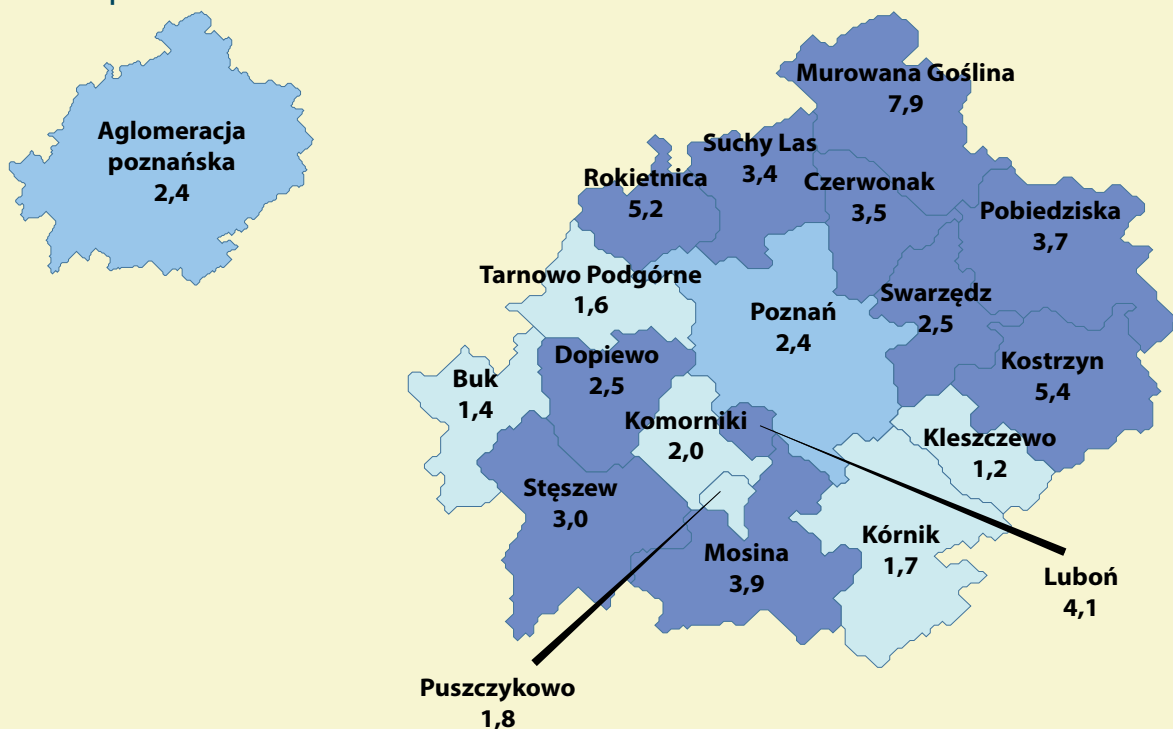 Aglomeracja
poznańska
2,4
Murowana Goślina
7,9
Suchy Las
3,4
Rokietnica
5,2
Czerwonak
3,5
Pobiedziska
3,7
Tarnowo Podgórne
1,6
Swarzędz
2,5
Poznań
2,4
Dopiewo
2,5
Kostrzyn
5,4
Buk
1,4
Komorniki
2,0
Kleszczewo
1,2
Stęszew
3,0
Kórnik
1,7
Mosina
3,9
Luboń
4,1
Puszczykowo
1,8